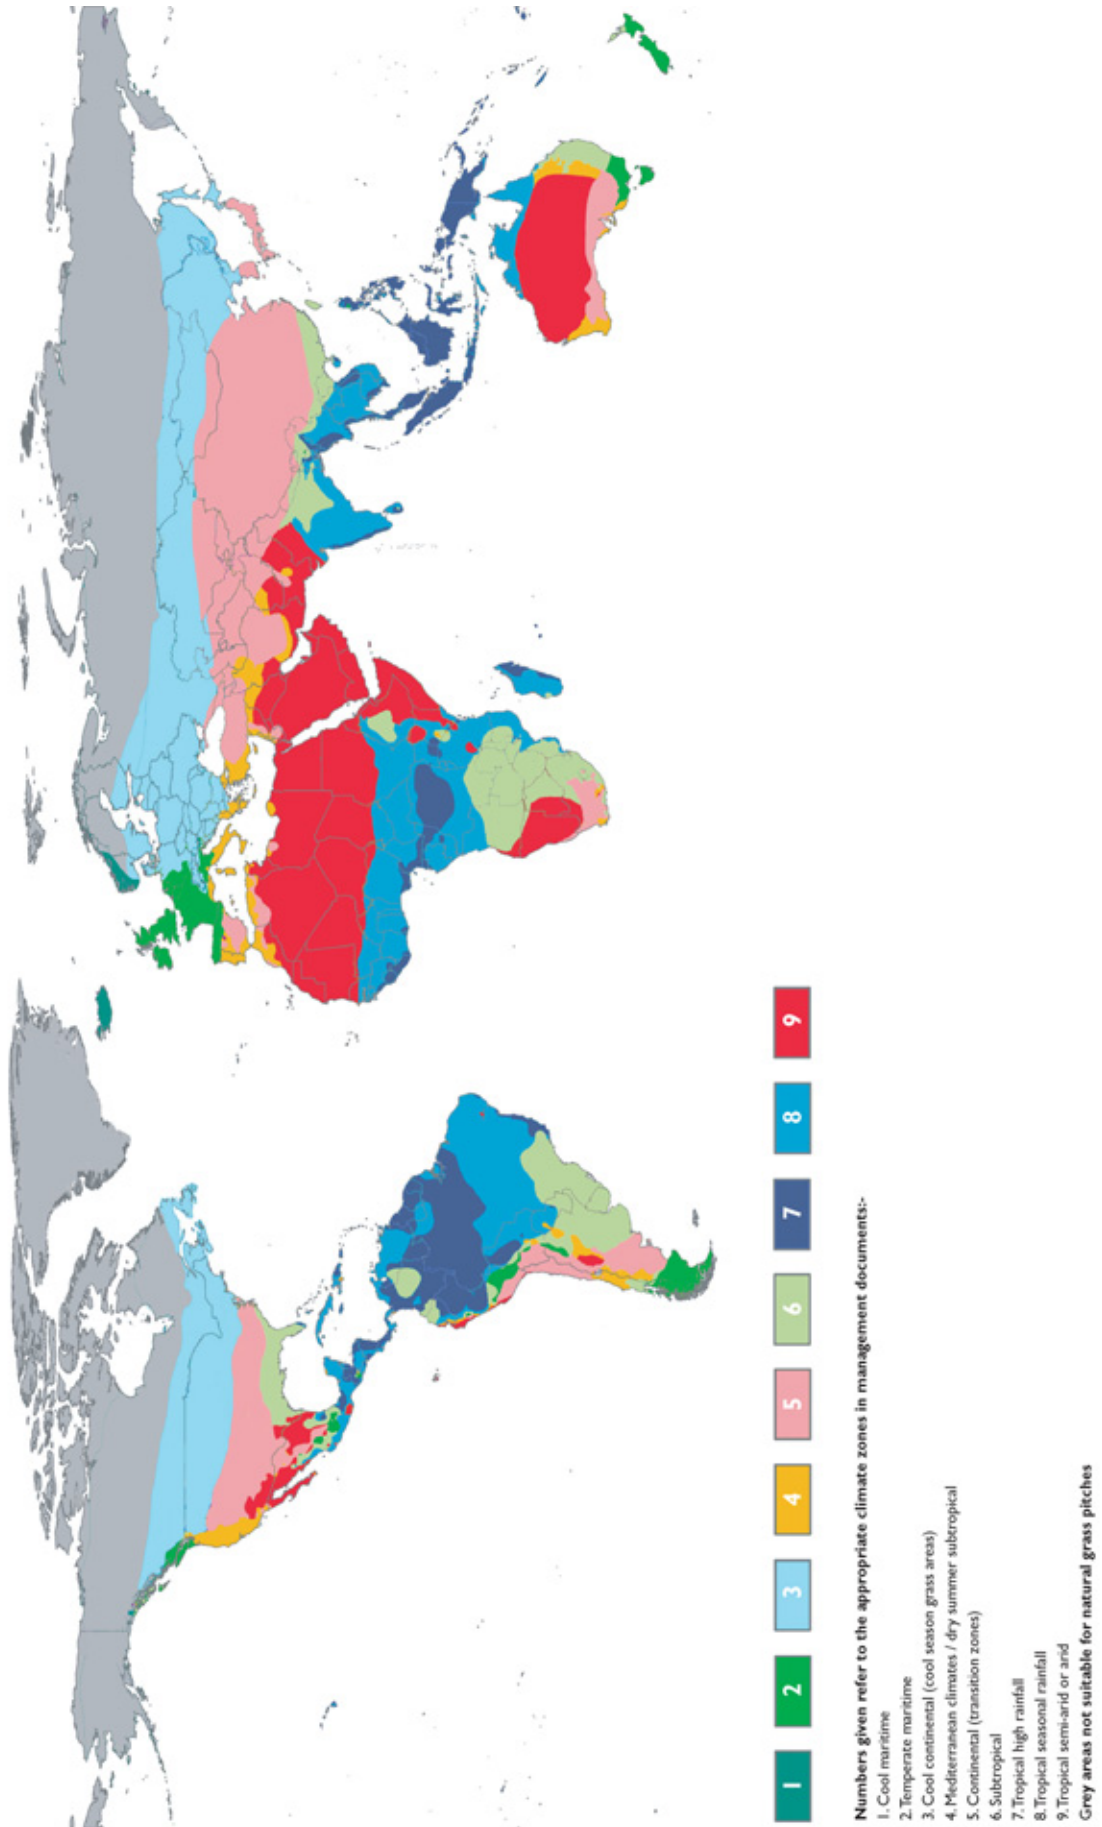 1 2 3 4 5 6 7 8 9
Numbers given refer to the appropriate climate zones in management documents:-
1. Cool maritime
2. Temperate maritime
3. Cool continental (cool season grass areas)
4. Mediterranean climates / dry summer subtropical
5. Continental (transition zones)
6. Subtropical
7. Tropical high rainfall
8. Tropical seasonal rainfall
9. Tropical semi-arid or arid
Grey areas not suitable for natural grass pitches